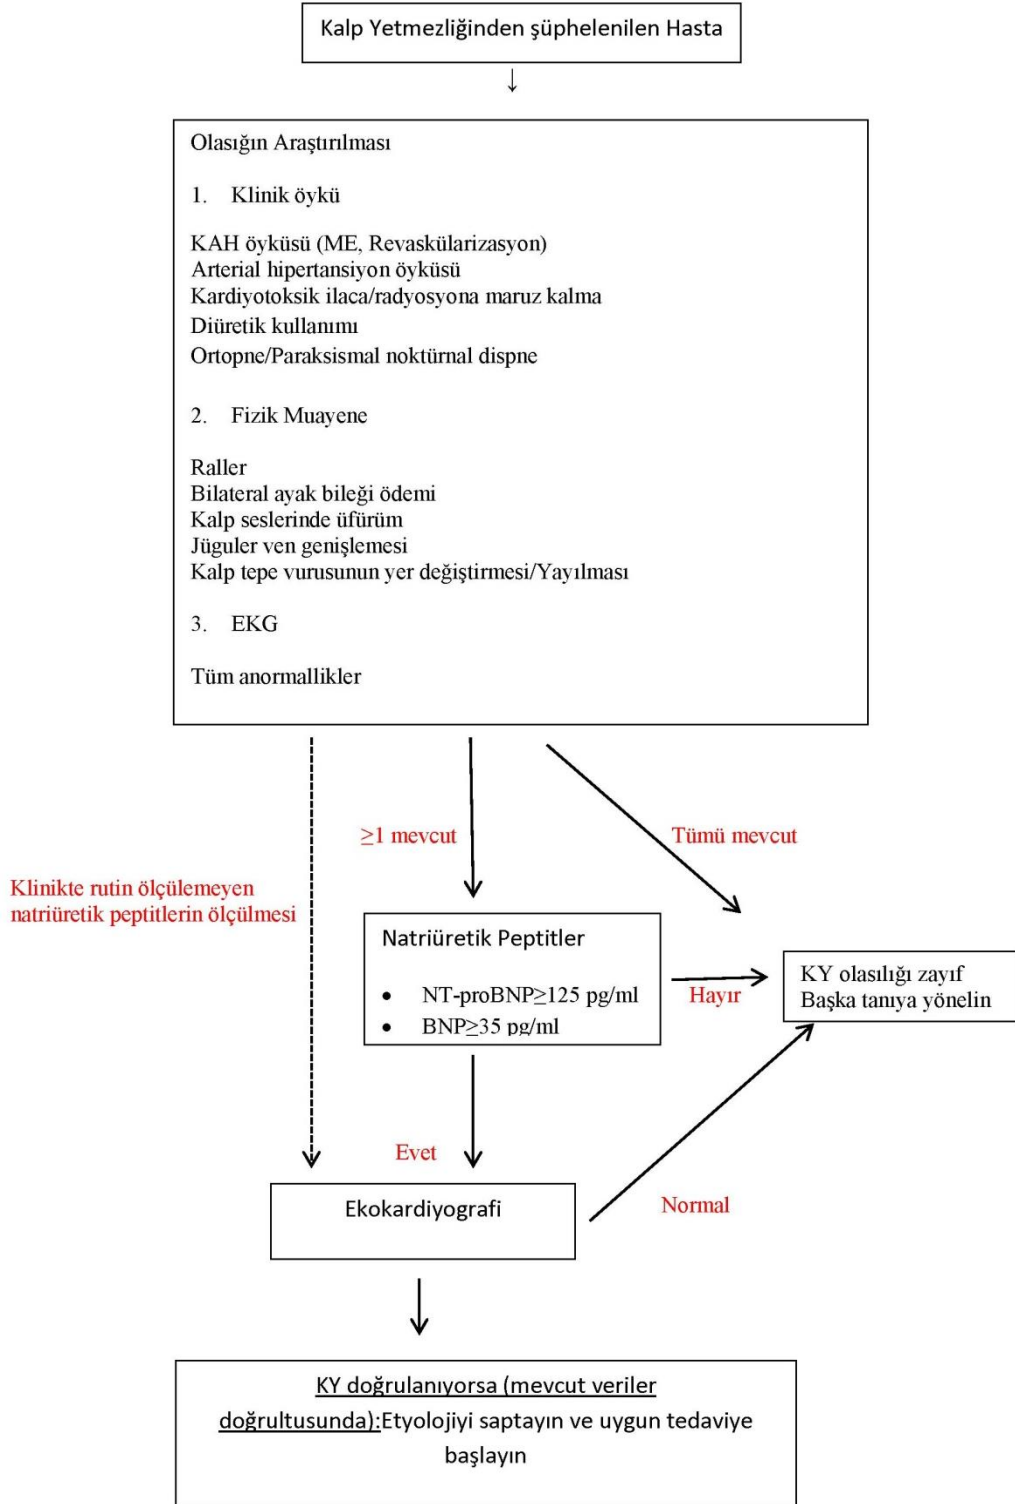 Kalp Yetmezliğinden şüphelenilen Hasta
↓
Olasığın Araştırılması
1. Klinik öykü
KAH öyküsü (ME, Revaskülarizasyon)
Arterial hipertansiyon öyküsü
Kardiyotoksik ilaca/radyosyona maruz kalma
Diüretik kullanımı
Ortopne/Paraksismal noktürnal dispne
2. Fizik Muayene
Raller
Bilateral ayak bileği ödemi
Kalp seslerinde üfürüm
Jüguler ven genişlemesi
Kalp tepe vurusunun yer değiştirmesi/Yayılması
3. EKG
Tüm anormallikler
≥1 mevcut
Tümü mevcut
Klinikte rutin ölçülemeyen
natriüretik peptitlerin ölçülmesi
Natriüretik Peptitler
• NT-proBNP≥125 pg/ml
• BNP≥35 pg/ml
Hayır
KY olasılığı zayıf
Başka tanıya yönelin
Evet
Ekokardiyografi
Normal
KY doğrulanıyorsa (mevcut veriler
doğrultusunda):Etyolojiyi saptayın ve uygun tedaviye
başlayın